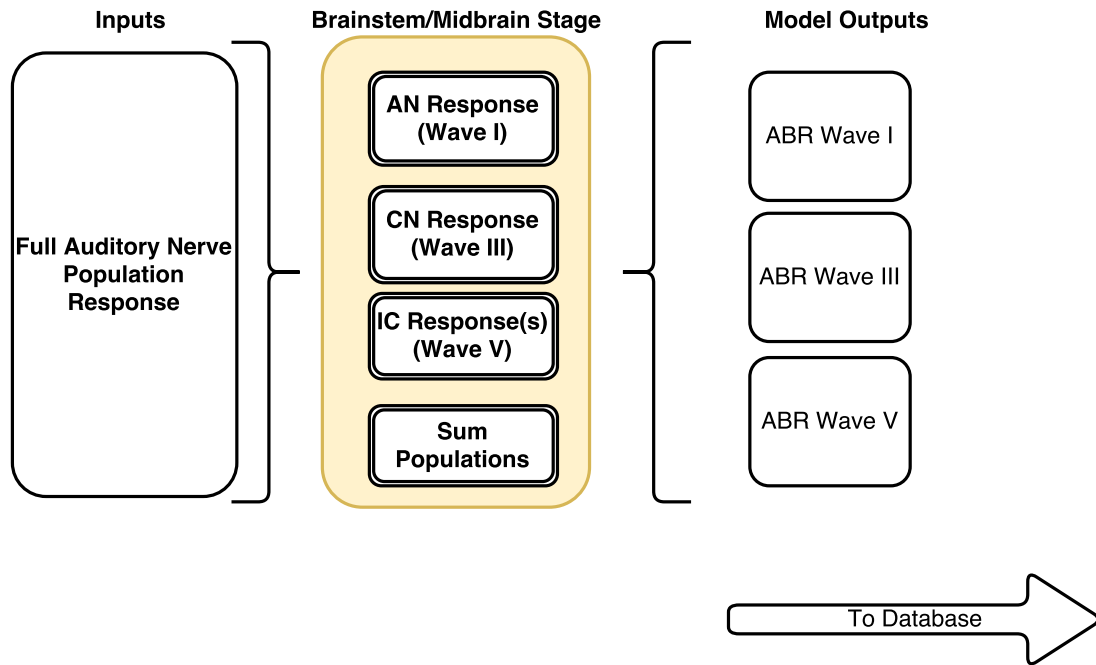 Inputs
Brainstem/Midbrain Stage
Model Outputs
Full Auditory Nerve
Population
Response
AN Response
(Wave I)
CN Response
(Wave III)
IC Response(s)
(Wave V)
Sum
Populations
ABR Wave I
ABR Wave III
ABR Wave V
To Database